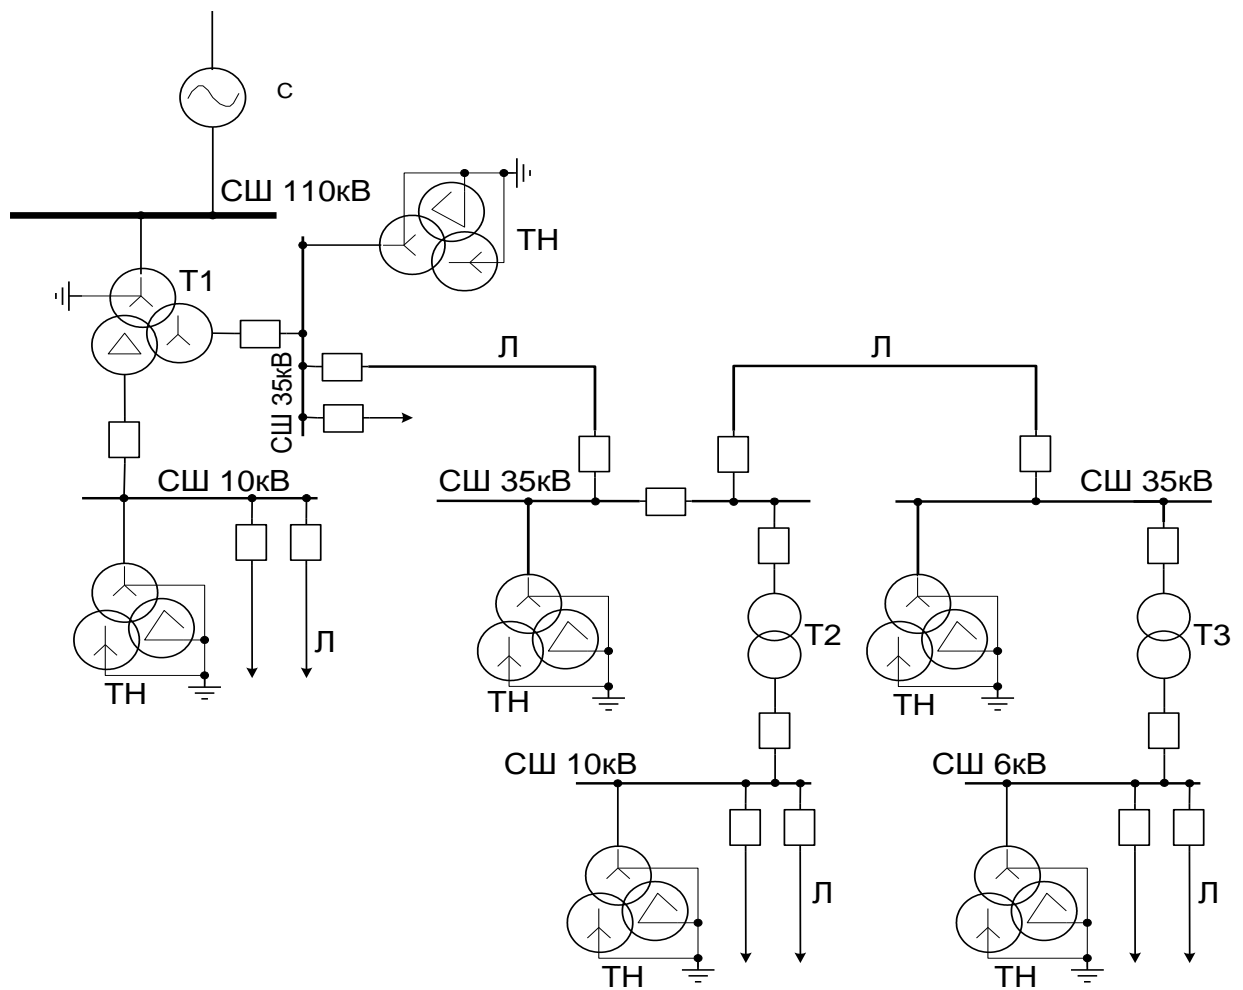 С
СШ 110кВ
ТН
Т1
СШ 35кВ
Л
Л
СШ 10кВ
СШ 35кВ
СШ 35кВ
Л
ТН
Т2
Т3
ТН
ТН
СШ 10кВ
СШ 6кВ
Л
Л
ТН
ТН